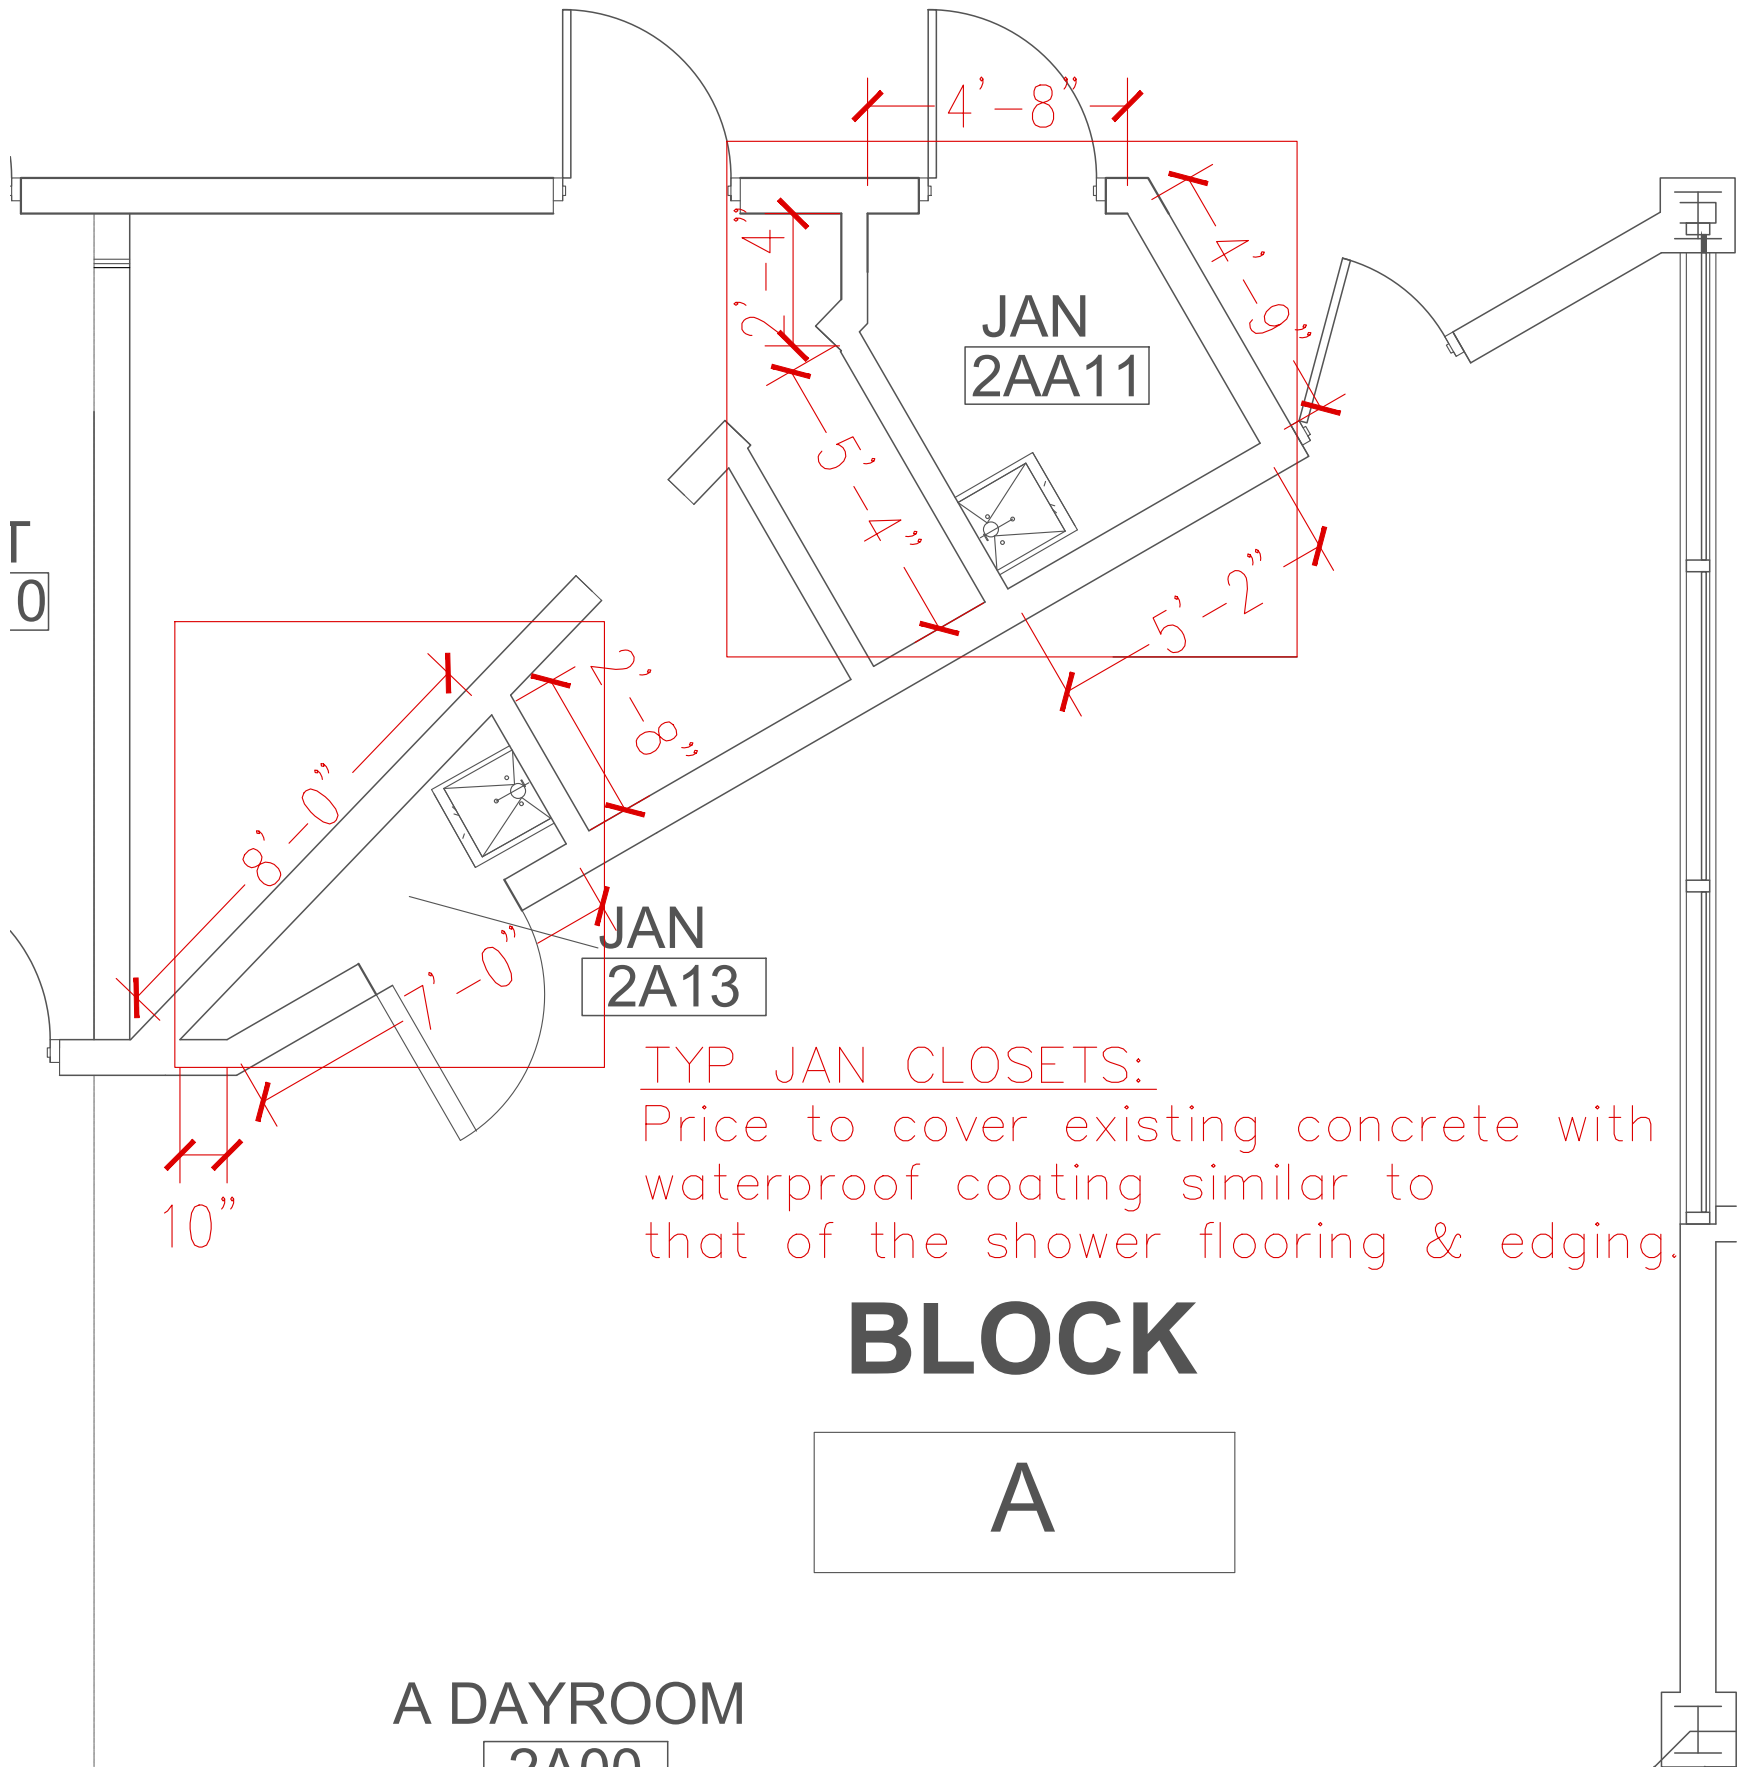 4'-8"
2'-4"
4'-9"
JAN
2AA11
5'-4"
T
0
5'-2"
2'-8"
8'-0"
JAN
2A13
7'-0"
TYP JAN CLOSETS:
Price to cover existing concrete with
waterproof coating similar to
that of the shower flooring & edging.
10"
BLOCK
A
A DAYROOM
2A00